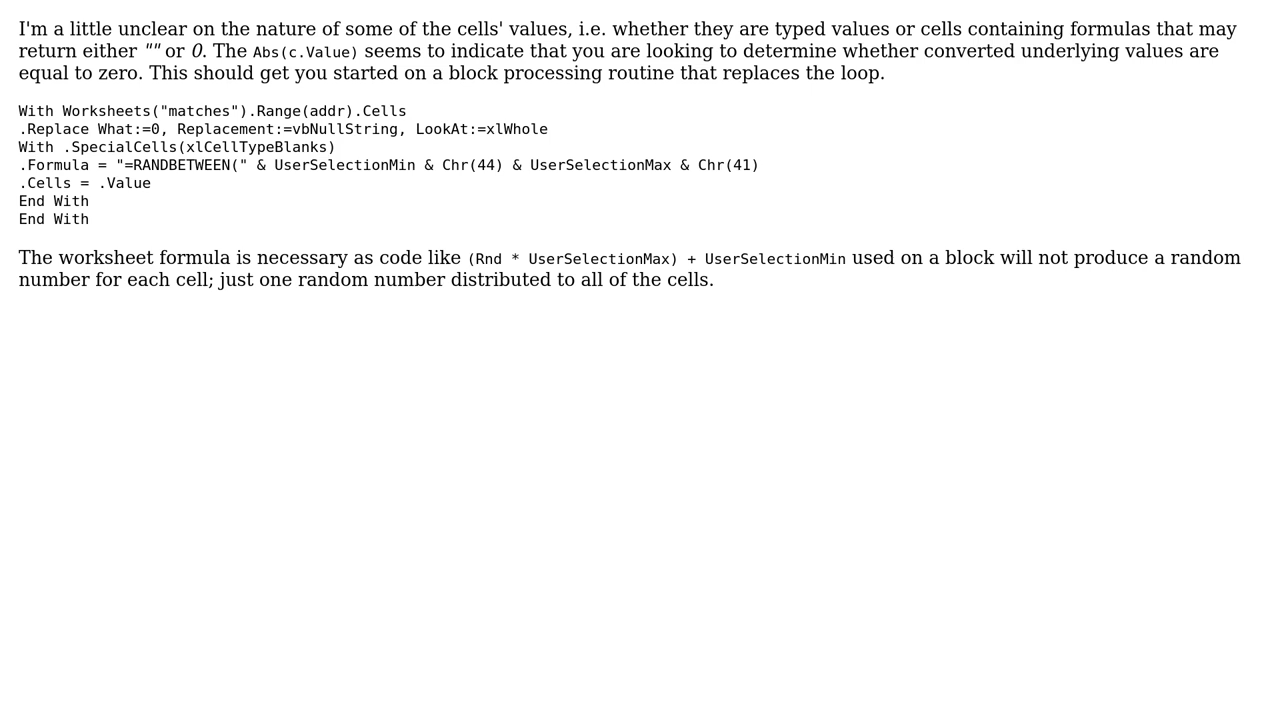 I'm a little unclear on the nature of some of the cells' values, i.e. whether they are typed values or cells containing formulas that may
return either "" or 0. The Abs(c.Value) seems to indicate that you are looking to determine whether converted underlying values are
equal to zero. This should get you started on a block processing routine that replaces the loop.
With Worksheets("matches").Range(addr).Cells
.Replace What:=0, Replacement:=vbNullString, LookAt:=xlWhole
With .SpecialCells(xlCellTypeBlanks)
.Formula = "=RANDBETWEEN(" & UserSelectionMin & Chr(44) & UserSelectionMax & Chr(41)
.Cells = .Value
End With
End With
The worksheet formula is necessary as code like (Rnd * UserSelectionMax) + UserSelectionMin used on a block will not produce a random
number for each cell; just one random number distributed to all of the cells.